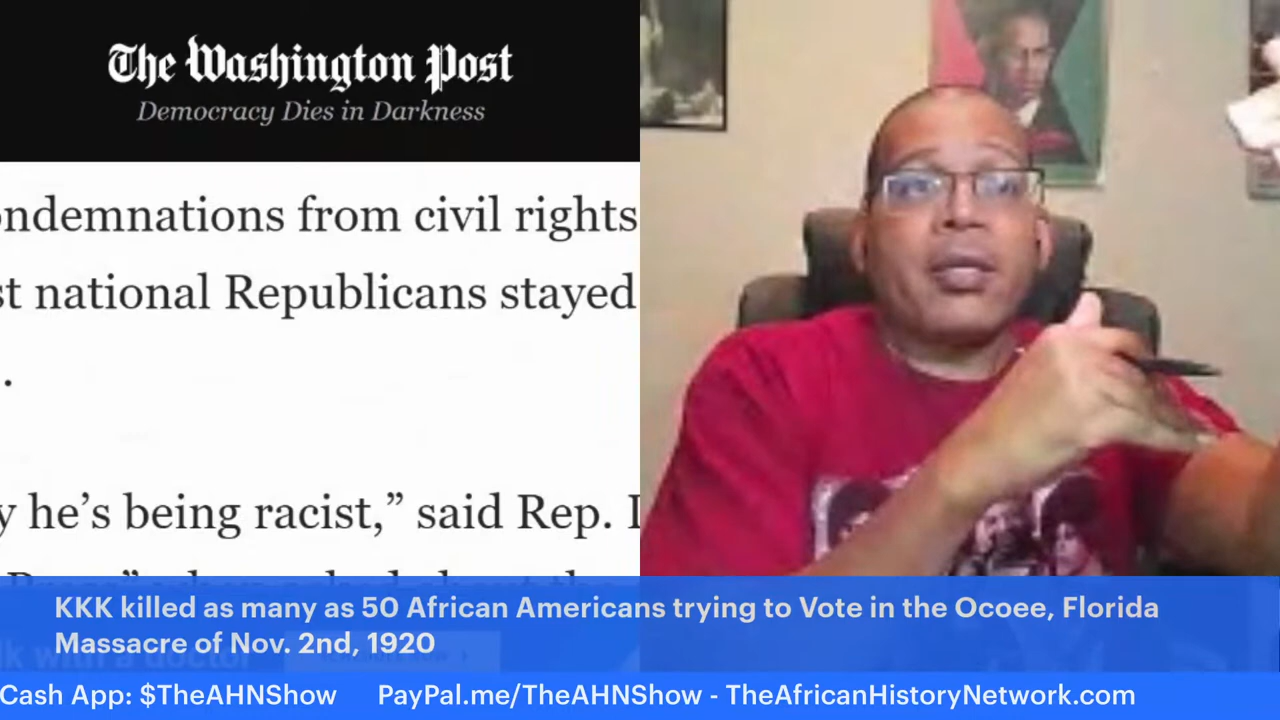 The Washington Post
Democracy Dies in Darkness
ondemnations from civil rights
st national Republicans stayed
.
y he’s being racist,” said Rep.
KKK killed as many as 50 African Americans trying to Vote in the Ocoee, Florida
Massacre of Nov. 2nd, 1920
Cash App: $TheAHNShow PayPal.me/TheAHNShow - TheAfricanHistoryNetwork.com